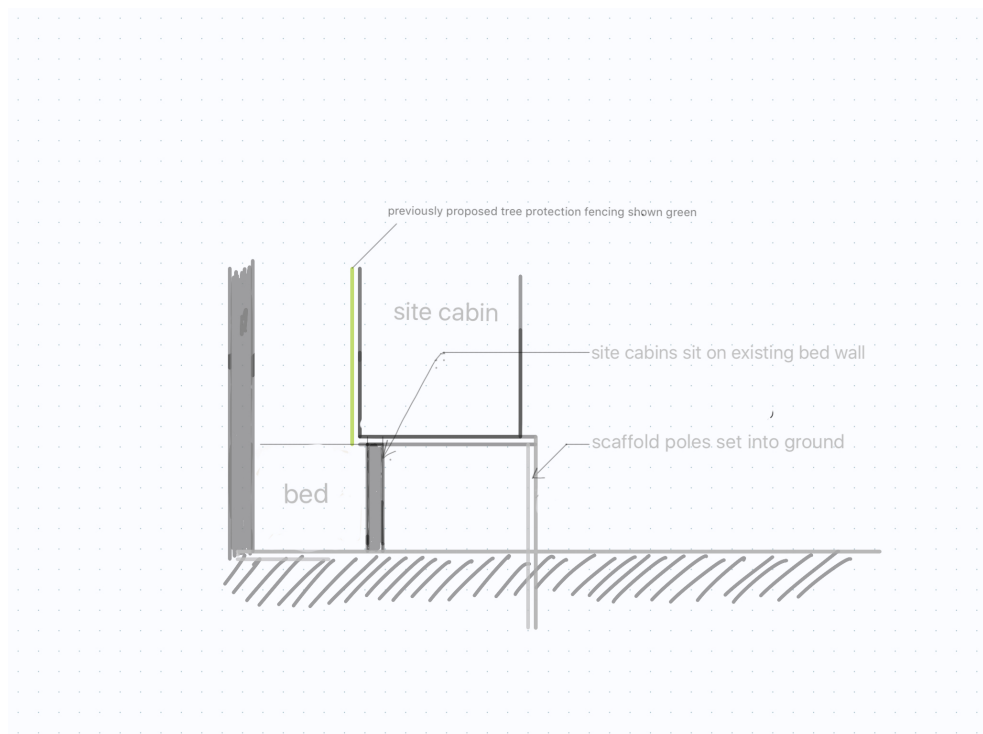 previously proposed tree protection fencing shown green
site cabin
site cabins sit on existing bed wall
scaffold poles set into ground
bed